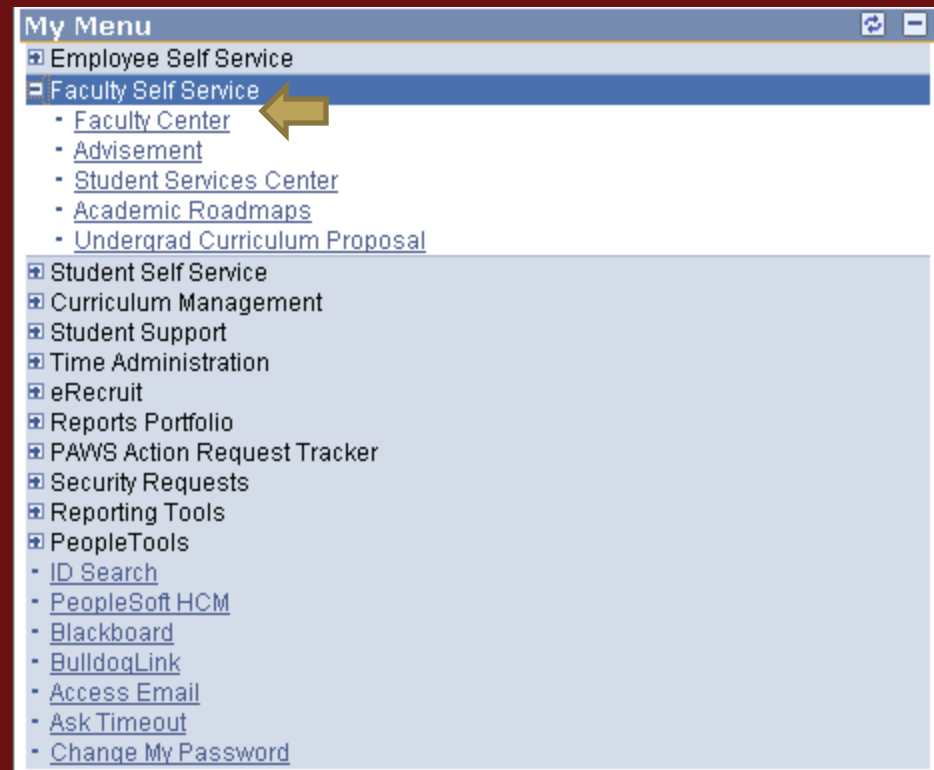 My Menu
Employee Self Service
Faculty Self Service
Faculty Center
Advisement
Student Services Center
Academic Roadmaps
Undergrad Curriculum Proposal
Student Self Service
Curriculum Management
Student Support
Time Administration
eRecruit
Reports Portfolio
PAWS Action Request Tracker
Security Requests
Reporting Tools
PeopleTools
ID Search
PeopleSoft HCM
Blackboard
BulldogLink
Access Email
Ask Timeout
Change My Password